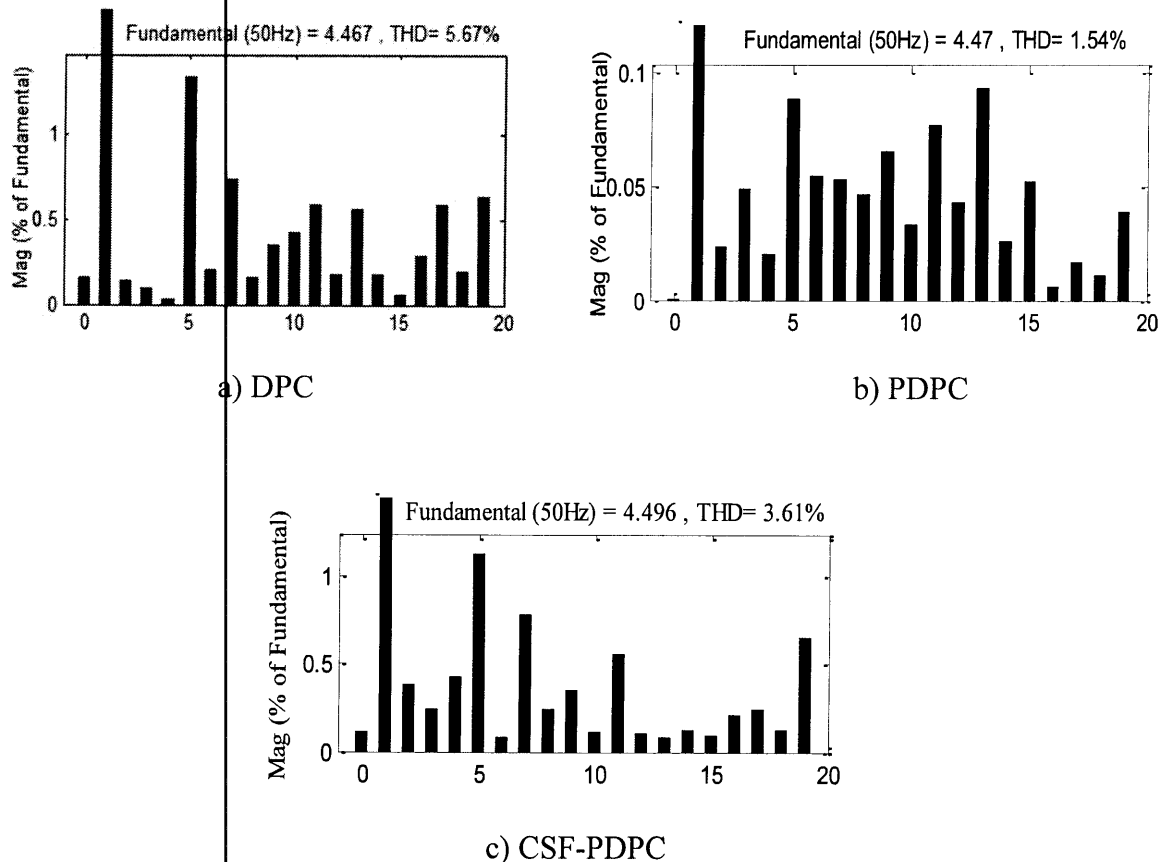 Fundamental (50Hz) = 4.467 , THD= 5.67%
Mag (% of Fundamental)
1
0.5
0
0 5 10 15 20
a) DPC
Fundamental (50Hz) = 4.47 , THD= 1.54%
Mag (% of Fundamental)
0.1
0.05
0
0 5 10 15 20
b) PDPC
Fundamental (50Hz) = 4.496 , THD= 3.61%
Mag (% of Fundamental)
1
0.5
0
0 5 10 15 20
c) CSF-PDPC